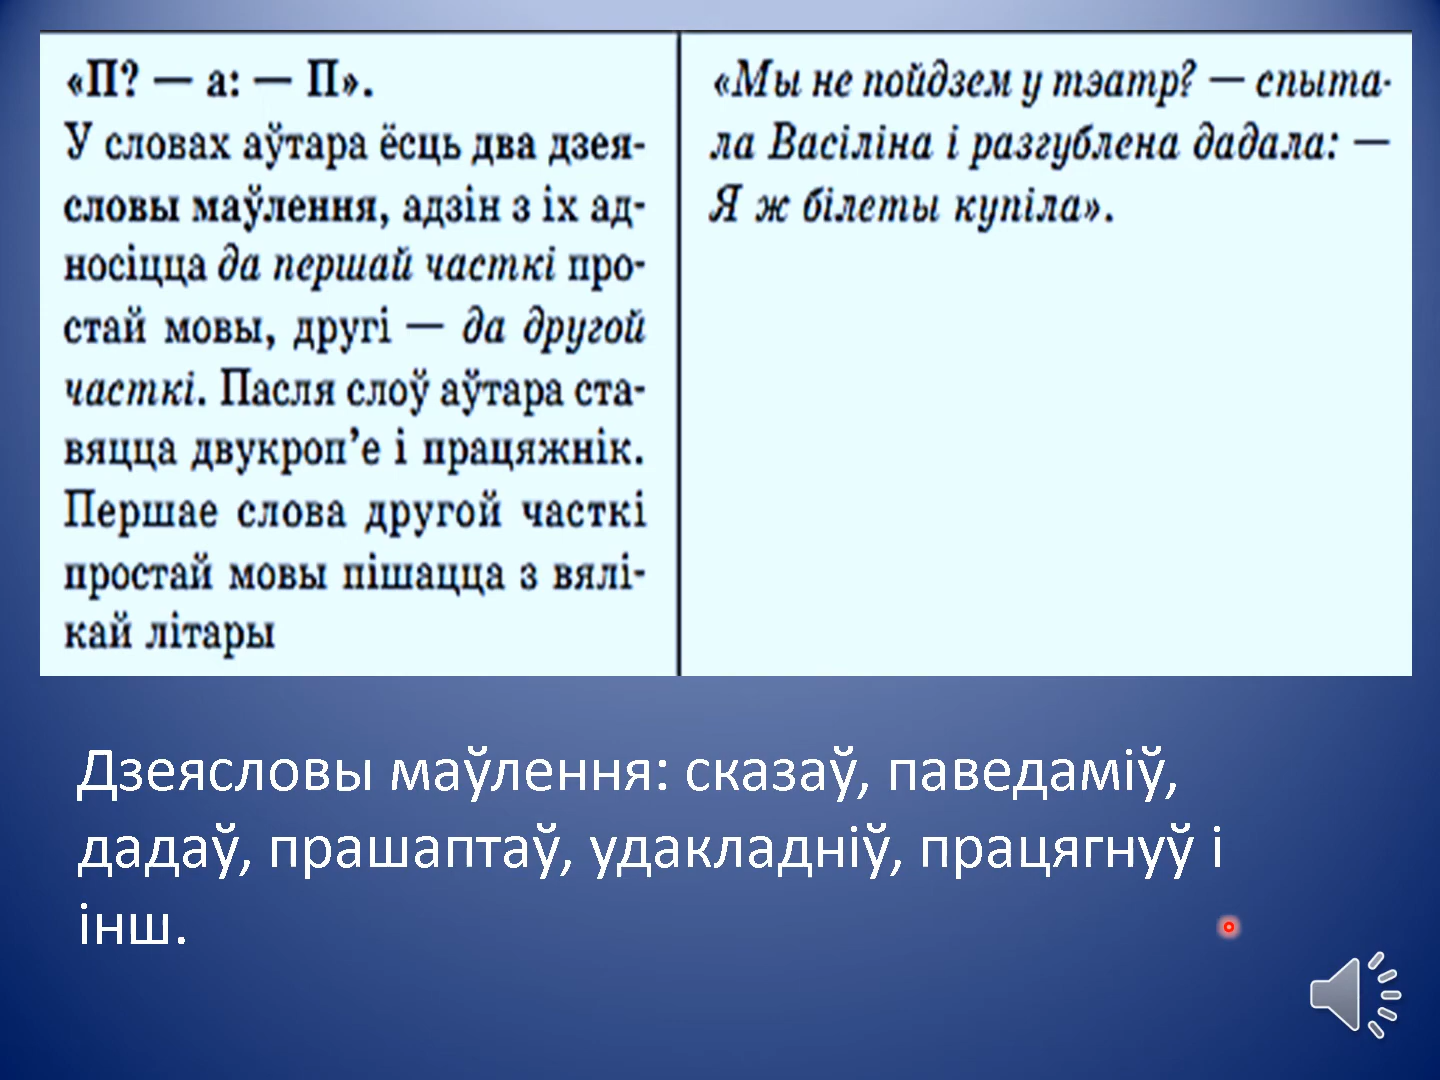 «П? — а: — П».
У словах аўтара ёсць два дзея-
словы маўлення, адзін з іх ад-
носіцца да першай часткі про-
стай мовы, другі — да другой
часткі. Пасля слоў аўтара ста-
вяцца двукроп’е і працяжнік.
Першае слова другой часткі
простай мовы пішацца з вялі-
кай літары
«Мы не пойдзем у тэатр? — спыта-
ла Васіліна і разгублена дадала: —
Я ж білеты купіла».
Дзеясловы маўлення: сказаў, паведаміў,
дадаў, прашаптаў, удакладніў, працягнуў і
інш.